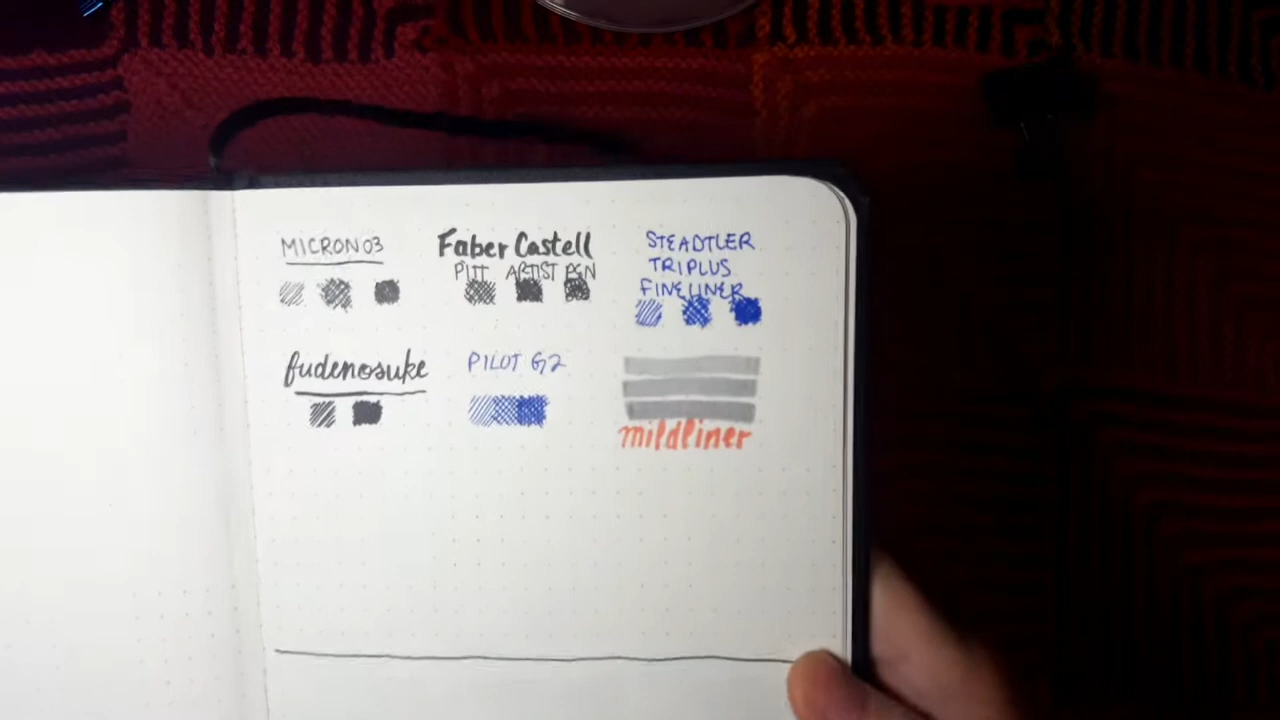 MICRON 03
Faber Castell
PITT ARTIST PEN
STEADTLER
TRIPLUS
FINELINER
fudenosuke
PILOT G2
mildliner